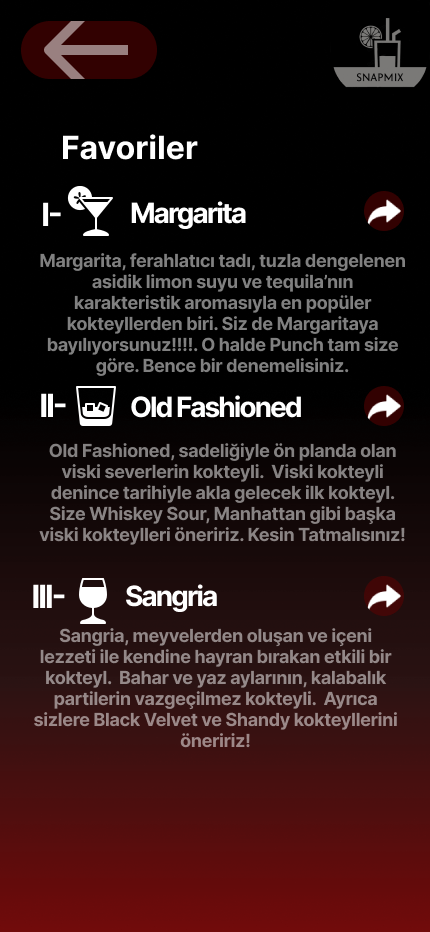 SNAPMIX
Favoriler
I- Margarita
Margarita, ferahlatıcı tadı, tuzla dengelenen
asidik limon suyu ve tequila’nın
karakteristik aromasıyla en popüler
kokteyllerden biri. Siz de Margaritaya
bayılıyorsunuz!!!!. O halde Punch tam size
göre. Bence bir denemelisiniz.
II- Old Fashioned
Old Fashioned, sadeliğiyle ön planda olan
viski severlerin kokteyli.  Viski kokteyli
denince tarihiyle akla gelecek ilk kokteyl.
Size Whiskey Sour, Manhattan gibi başka
viski kokteylleri öneririz. Kesin Tatmalısınız!
III- Sangria
Sangria, meyvelerden oluşan ve içeni
lezzeti ile kendine hayran bırakan etkili bir
kokteyl.  Bahar ve yaz aylarının, kalabalık
partilerin vazgeçilmez kokteyli.  Ayrıca
sizlere Black Velvet ve Shandy kokteyllerini
öneririz!